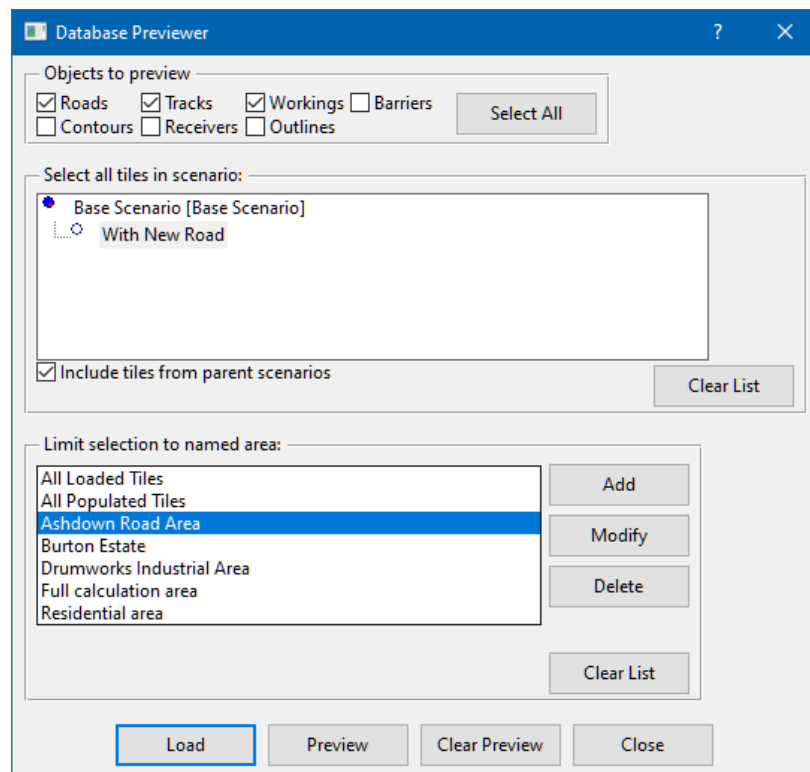 Database Previewer
Objects to preview
Roads Tracks Workings Barriers
Contours Receivers Outlines
Select All
Select all tiles in scenario:
Base Scenario [Base Scenario]
With New Road
Include tiles from parent scenarios
Clear List
Limit selection to named area:
All Loaded Tiles
All Populated Tiles
Ashdown Road Area
Burton Estate
Drumworks Industrial Area
Full calculation area
Residential area
Add
Modify
Delete
Clear List
Load Preview Clear Preview Close